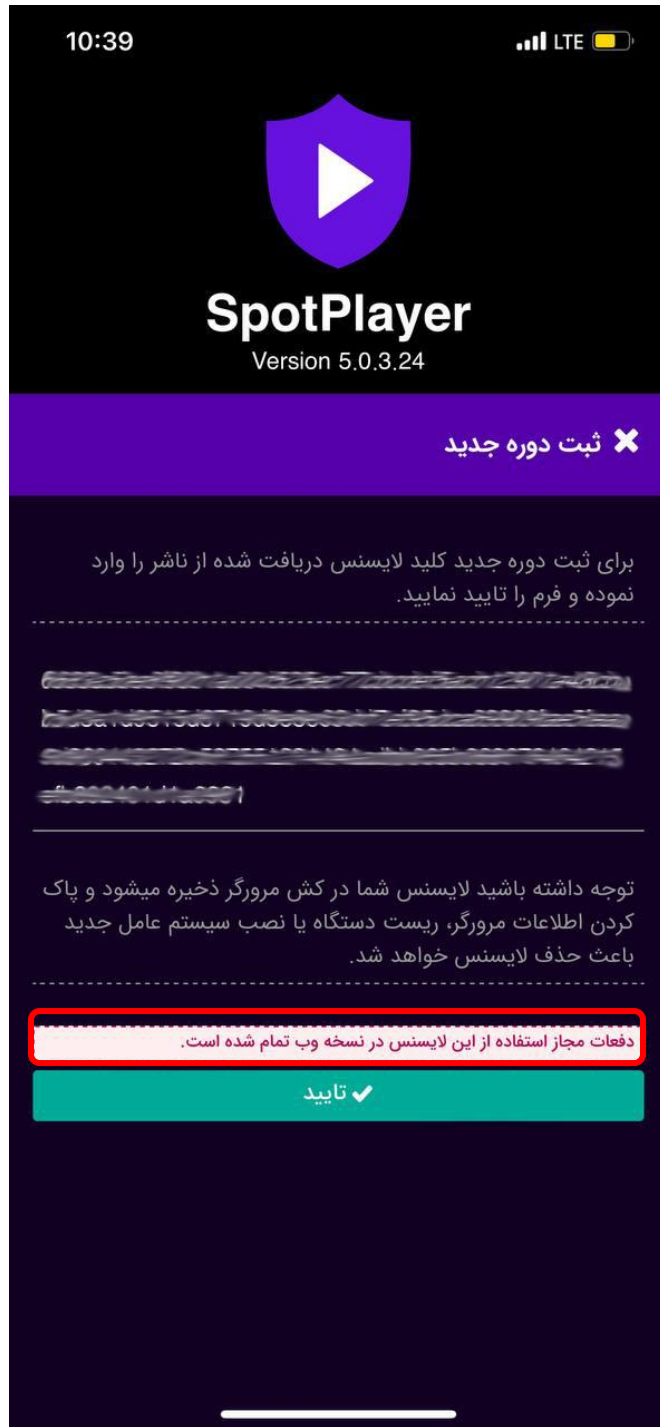 10:39
LTE
SpotPlayer
Version 5.0.3.24
ثبت دوره جدید
برای ثبت دوره جدید کلید لایسنس دریافت شده از ناشر را وارد
نموده و فرم را تایید نمایید.
توجه داشته باشید لایسنس شما در کش مرورگر ذخیره میشود و پاک
کردن اطلاعات مرورگر، ریست دستگاه یا نصب سیستم عامل جدید
باعث حذف لایسنس خواهد شد.
دفعات مجاز استفاده از این لایسنس در نسخه وب تمام شده است.
تایید